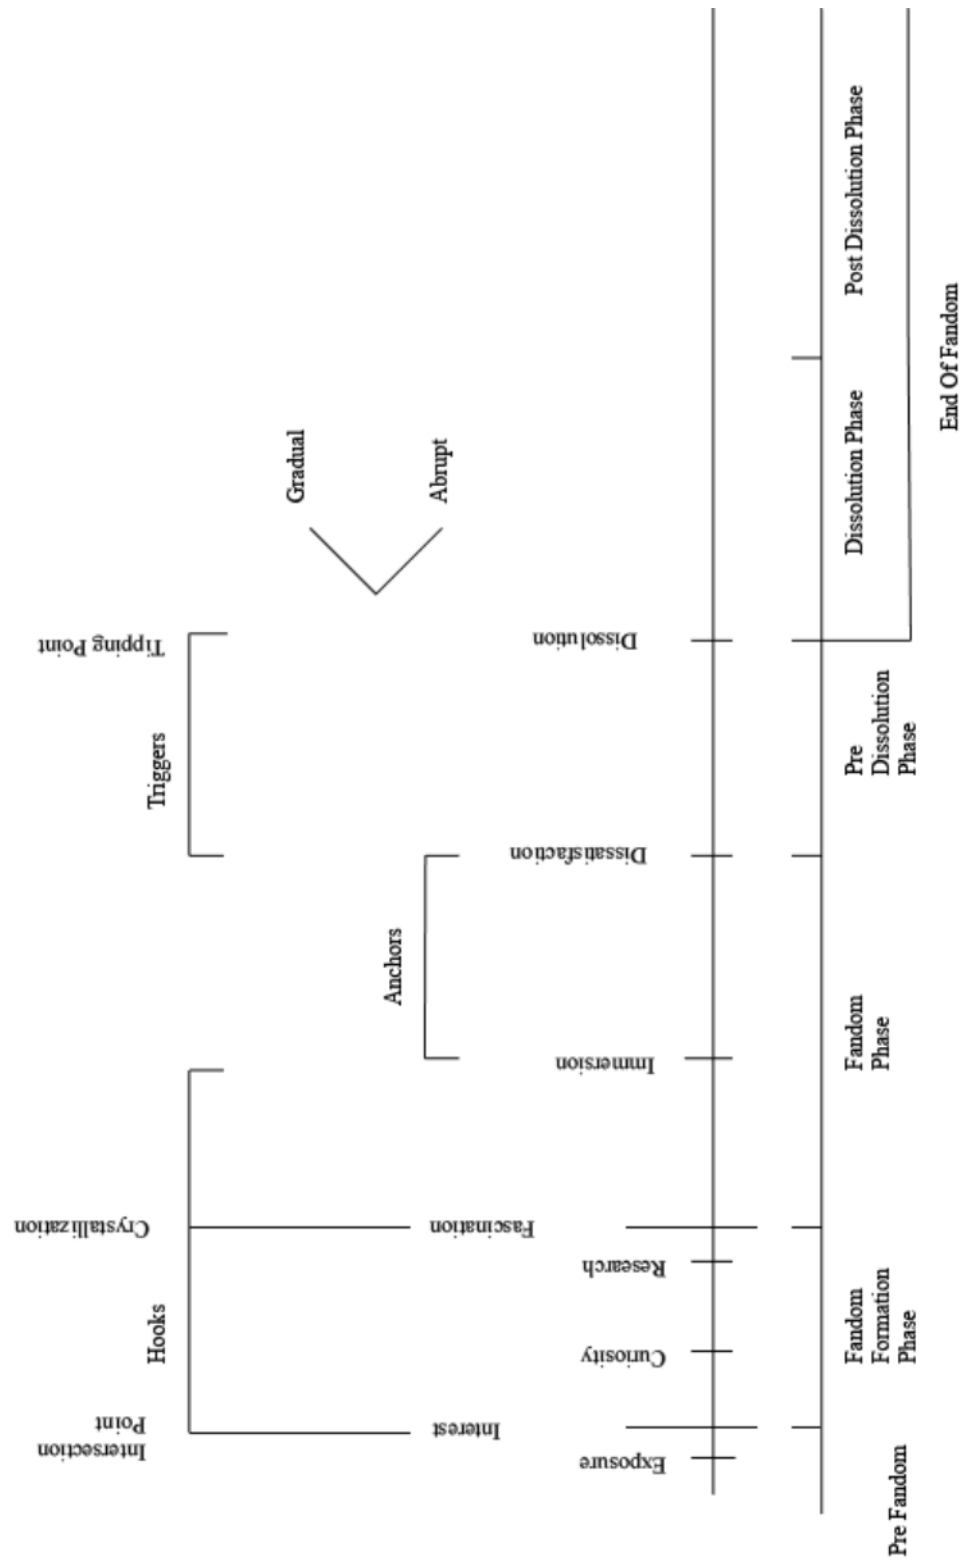 Intersection
Point
Hooks
Crystallization
Triggers
Tipping Point
Anchors
Gradual
Abrupt
Exposure
Interest
Curiosity
Research
Fascination
Immersion
Dissatisfaction
Dissolution
Pre Fandom
Fandom
Formation
Phase
Fandom
Phase
Pre
Dissolution
Phase
Dissolution Phase
Post Dissolution Phase
End Of Fandom